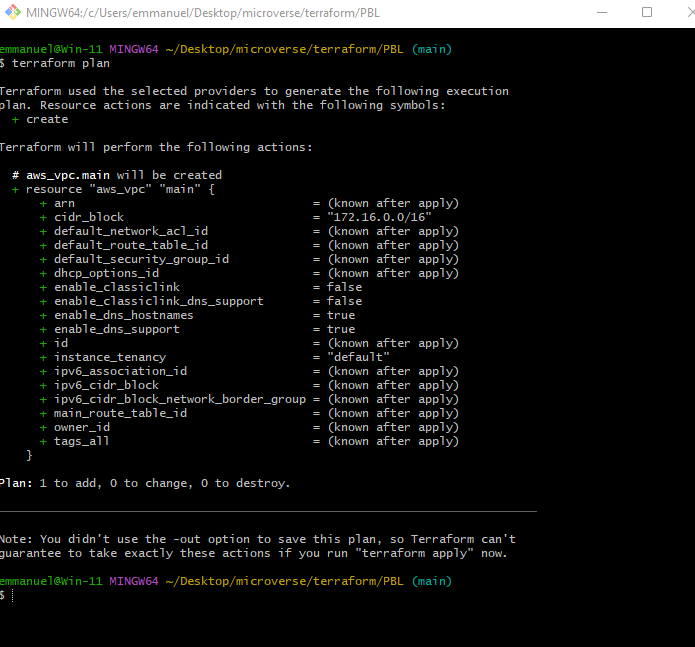 MINGW64:/c/Users/emmanuel/Desktop/microverse/terraform/PBL
emmanuel@Win-11 MINGW64 ~/Desktop/microverse/terraform/PBL (main)
$ terraform plan
Terraform used the selected providers to generate the following execution
plan. Resource actions are indicated with the following symbols:
  + create
Terraform will perform the following actions:
  # aws_vpc.main will be created
  + resource "aws_vpc" "main" {
      + arn                                  = (known after apply)
      + cidr_block                           = "172.16.0.0/16"
      + default_network_acl_id               = (known after apply)
      + default_route_table_id               = (known after apply)
      + default_security_group_id            = (known after apply)
      + dhcp_options_id                      = (known after apply)
      + enable_classiclink                   = false
      + enable_classiclink_dns_support       = false
      + enable_dns_hostnames                 = true
      + enable_dns_support                   = true
      + id                                   = (known after apply)
      + instance_tenancy                     = "default"
      + ipv6_association_id                  = (known after apply)
      + ipv6_cidr_block                      = (known after apply)
      + ipv6_cidr_block_network_border_group = (known after apply)
      + main_route_table_id                  = (known after apply)
      + owner_id                             = (known after apply)
      + tags_all                             = (known after apply)
    }
Plan: 1 to add, 0 to change, 0 to destroy.
Note: You didn't use the -out option to save this plan, so Terraform can't
guarantee to take exactly these actions if you run "terraform apply" now.
emmanuel@Win-11 MINGW64 ~/Desktop/microverse/terraform/PBL (main)
$